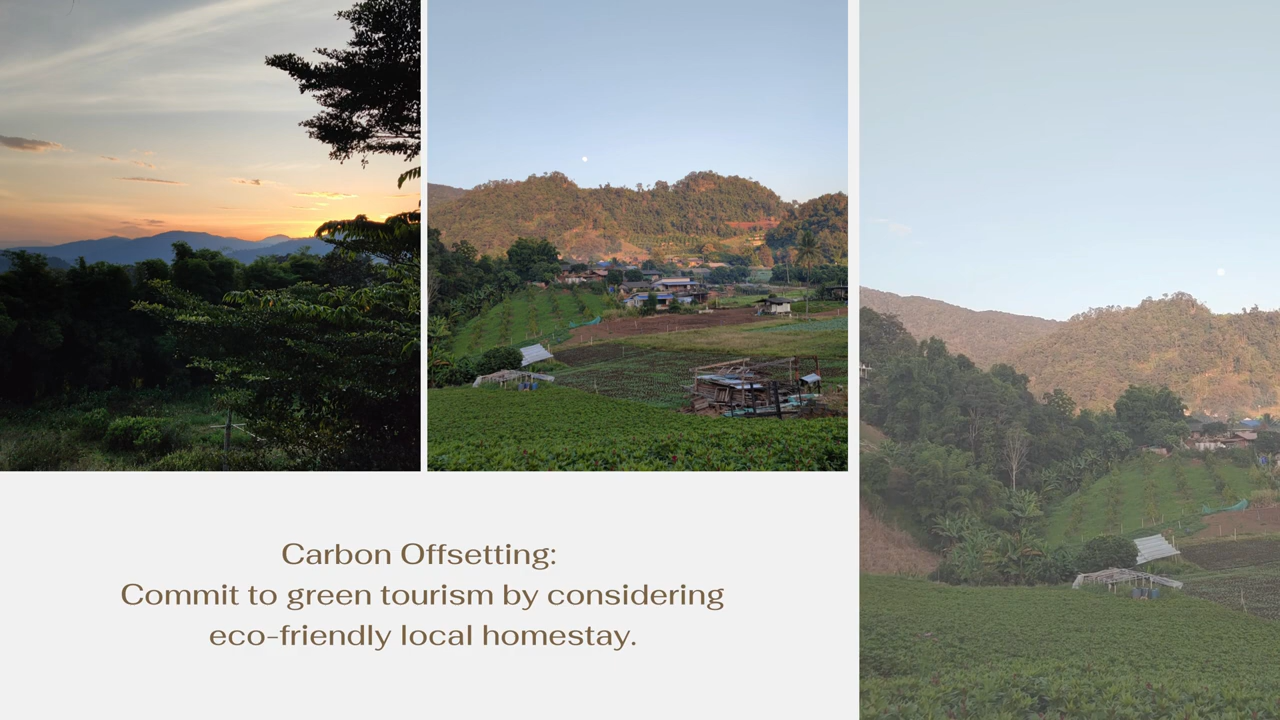 Carbon Offsetting:
Commit to green tourism by considering
eco-friendly local homestay.